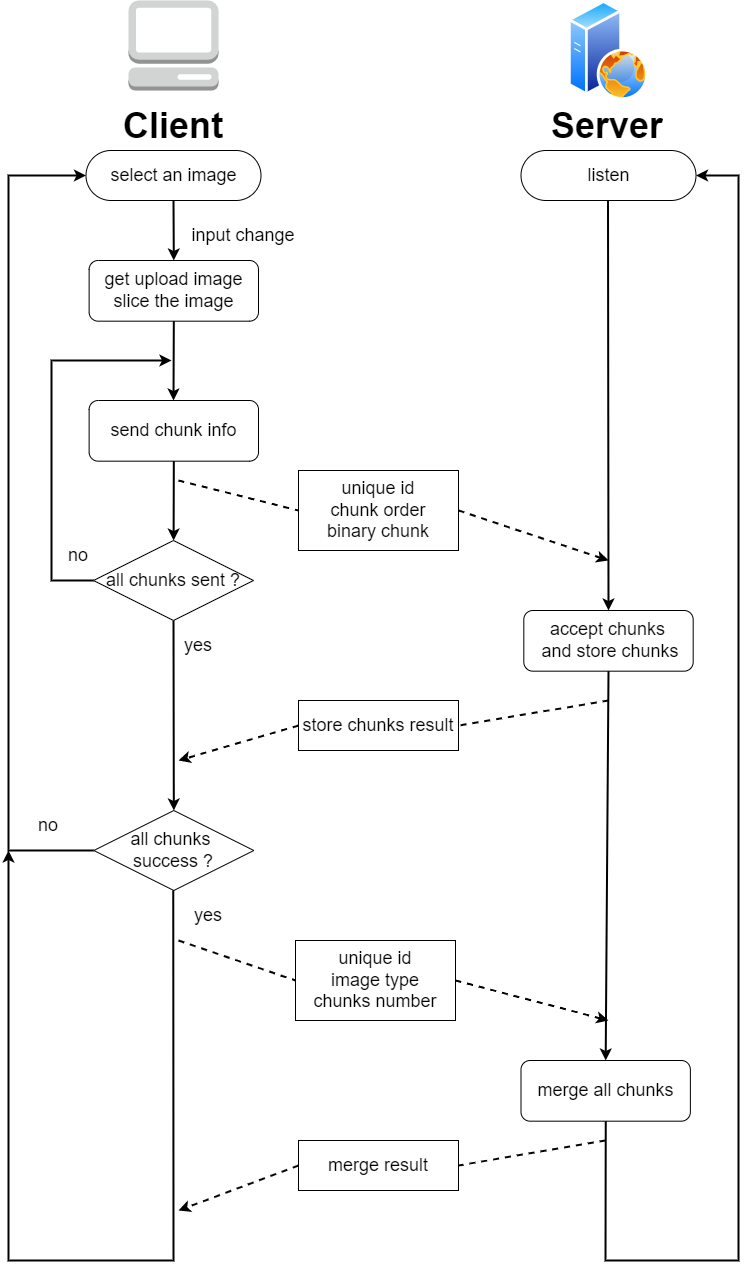 Client
Server
select an image
listen
input change
get upload image
slice the image
send chunk info
unique id
chunk order
binary chunk
no
all chunks sent ?
accept chunks
and store chunks
yes
store chunks result
no
all chunks
success ?
yes
unique id
image type
chunks number
merge all chunks
merge result